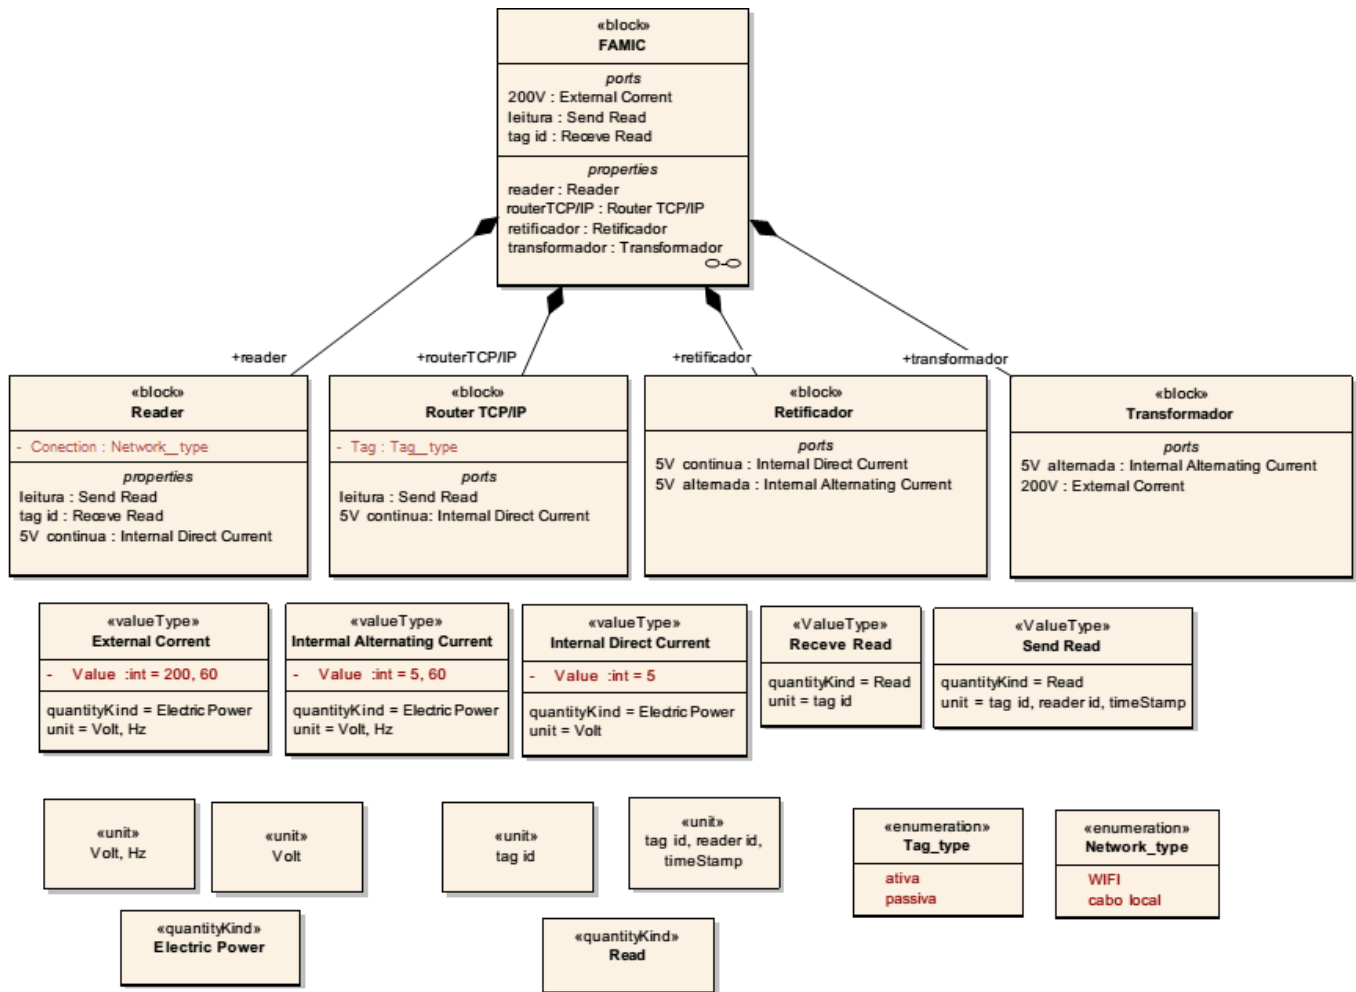 «block»
FAMIC
ports
200V : External Corrent
leitura : Send Read
tag id : Receve Read
properties
reader : Reader
routerTCP/IP : Router TCP/IP
retificador : Retificador
transformador : Transformador
+reader
+routerTCP/IP
+retificador
+transformador
«block»
Reader
- Conection : Network_type
properties
leitura : Send Read
tag id : Receve Read
5V continua : Internal Direct Current
«block»
Router TCP/IP
- Tag : Tag_type
ports
leitura : Send Read
5V continua: Internal Direct Current
«block»
Retificador
ports
5V continua : Internal Direct Current
5V alternada : Internal Alternating Current
«block»
Transformador
ports
5V alternada : Internal Alternating Current
200V : External Corrent
«valueType»
External Corrent
- Value :int = 200, 60
quantityKind = Electric Power
unit = Volt, Hz
«valueType»
Internal Alternating Current
- Value :int = 5, 60
quantityKind = Electric Power
unit = Volt, Hz
«valueType»
Internal Direct Current
- Value :int = 5
quantityKind = Electric Power
unit = Volt
«ValueType»
Receve Read
quantityKind = Read
unit = tag id
«ValueType»
Send Read
quantityKind = Read
unit = tag id, reader id, timeStamp
«unit»
Volt, Hz
«unit»
Volt
«unit»
tag id
«unit»
tag id, reader id,
timeStamp
«enumeration»
Tag_type
ativa
passiva
«enumeration»
Network_type
WIFI
cabo local
«quantityKind»
Electric Power
«quantityKind»
Read